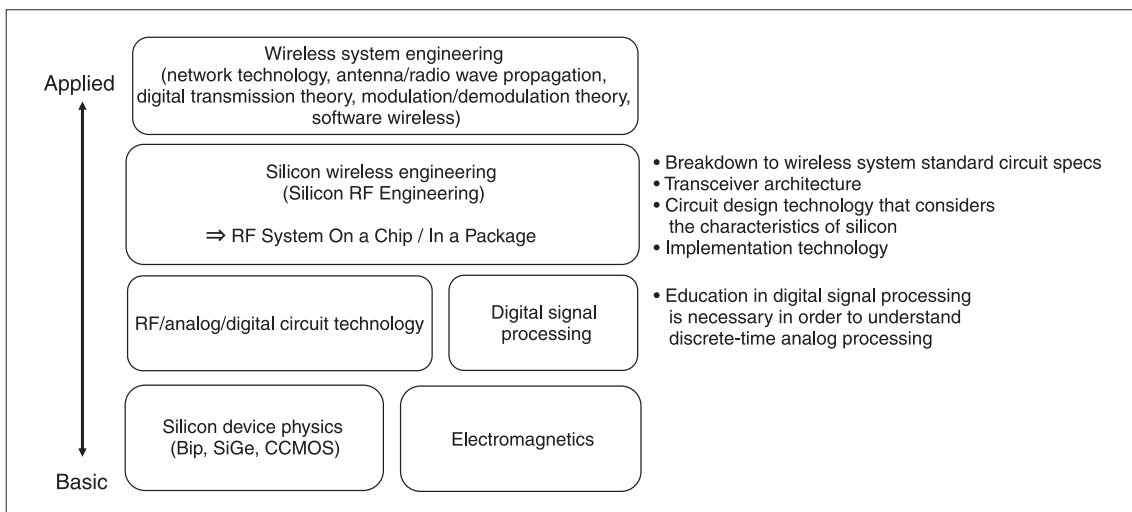 Applied
Wireless system engineering
(network technology, antenna/radio wave propagation,
digital transmission theory, modulation/demodulation theory,
software wireless)
Silicon wireless engineering
(Silicon RF Engineering)
⇒ RF System On a Chip / In a Package
• Breakdown to wireless system standard circuit specs
• Transceiver architecture
• Circuit design technology that considers
the characteristics of silicon
• Implementation technology
RF/analog/digital circuit technology
Digital signal
processing
• Education in digital signal processing
is necessary in order to understand
discrete-time analog processing
Silicon device physics
(Bip, SiGe, CCMOS)
Electromagnetics
Basic